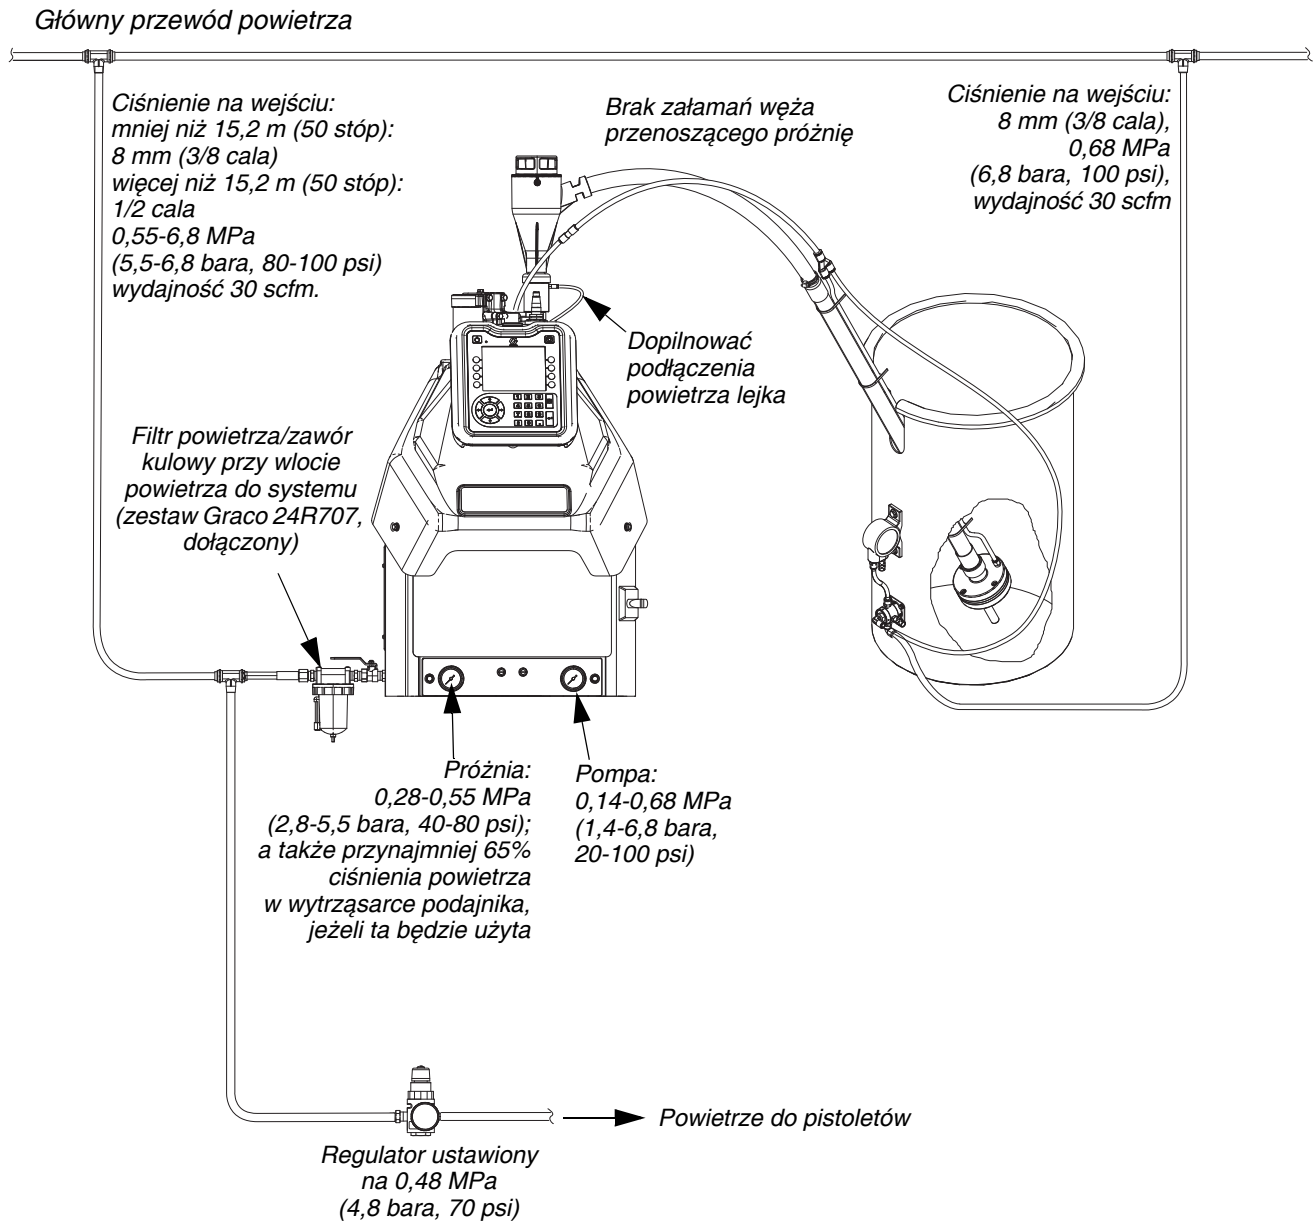 Główny przewód powietrza
Ciśnienie na wejściu:
mniej niż 15,2 m (50 stóp):
8 mm (3/8 cala)
więcej niż 15,2 m (50 stóp):
1/2 cala
0,55-6,8 MPa
(5,5-6,8 bara, 80-100 psi)
wydajność 30 scfm.
Brak załamań węża
przenoszącego próżnię
Ciśnienie na wejściu:
8 mm (3/8 cala),
0,68 MPa
(6,8 bara, 100 psi),
wydajność 30 scfm
Dopilnować
podłączenia
powietrza lejka
Filtr powietrza/zawór
kulowy przy wlocie
powietrza do systemu
(zestaw Graco 24R707,
dołączony)
Próżnia:
0,28-0,55 MPa
(2,8-5,5 bara, 40-80 psi);
a także przynajmniej 65%
ciśnienia powietrza
w wytrząsarce podajnika,
jeżeli ta będzie użyta
Pompa:
0,14-0,68 MPa
(1,4-6,8 bara,
20-100 psi)
Powietrze do pistoletów
Regulator ustawiony
na 0,48 MPa
(4,8 bara, 70 psi)